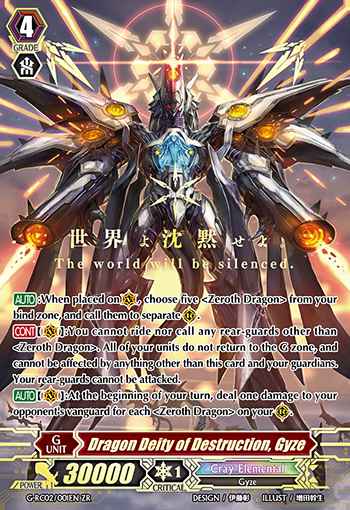 4
GRADE
世界よ沈黙せよ
The world will be silenced.
AUTO:When placed on , choose five <Zeroth Dragon> from your
bind zone, and call them to separate .
CONT[ ]:You cannot ride nor call any rear-guards other than
<Zeroth Dragon>. All of your units do not return to the G zone, and
cannot be affected by anything other than this card and your guardians.
Your rear-guards cannot be attacked.
AUTO[ ]:At the beginning of your turn, deal one damage to your
opponent's vanguard for each <Zeroth Dragon> on your .
G
UNIT
Dragon Deity of Destruction, Gyze
POWER
30000
1
CRITICAL
Cray Elemental
Gyze
G-RC02/001EN ZR
DESIGN / 伊藤彰
ILLUST / 増田幹生